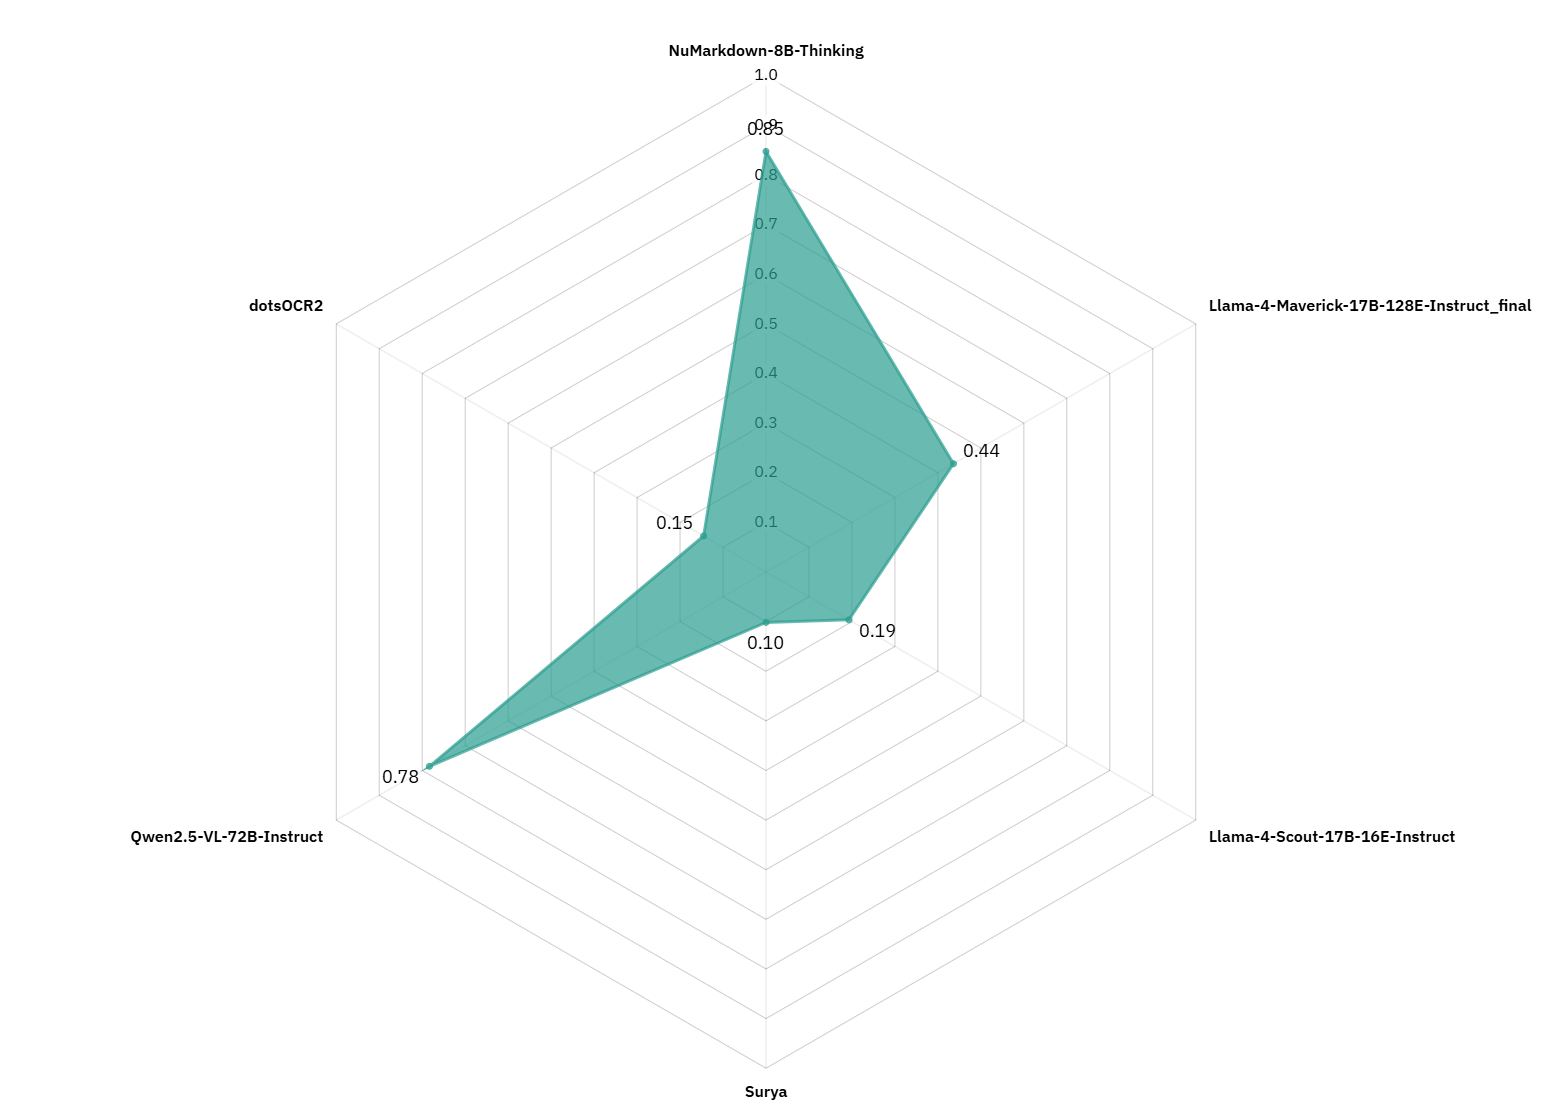 NuMarkdown-8B-Thinking
1.0
0.9
0.85
0.8
0.7
0.6
dotsOCR2
Llama-4-Maverick-17B-128E-Instruct_final
0.5
0.4
0.3
0.44
0.2
0.15
0.1
0.19
0.10
0.78
Qwen2.5-VL-72B-Instruct
Llama-4-Scout-17B-16E-Instruct
Surya